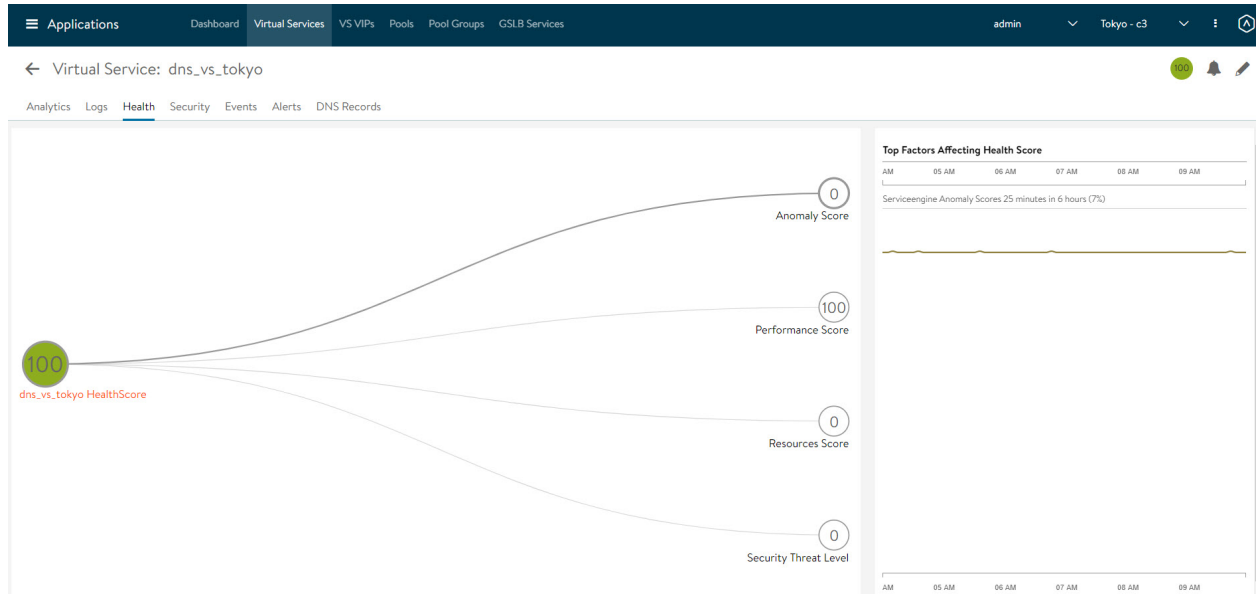 Applications Dashboard Virtual Services VS VIPs Pools Pool Groups GSLB Services admin Tokyo - c3
Virtual Service: dns_vs_tokyo 100
Analytics Logs Health Security Events Alerts DNS Records
100
dns_vs_tokyo HealthScore
0
Anomaly Score
100
Performance Score
0
Resources Score
0
Security Threat Level
Top Factors Affecting Health Score
AM 05 AM 06 AM 07 AM 08 AM 09 AM
Serviceengine Anomaly Scores 25 minutes in 6 hours (7%)
AM 05 AM 06 AM 07 AM 08 AM 09 AM